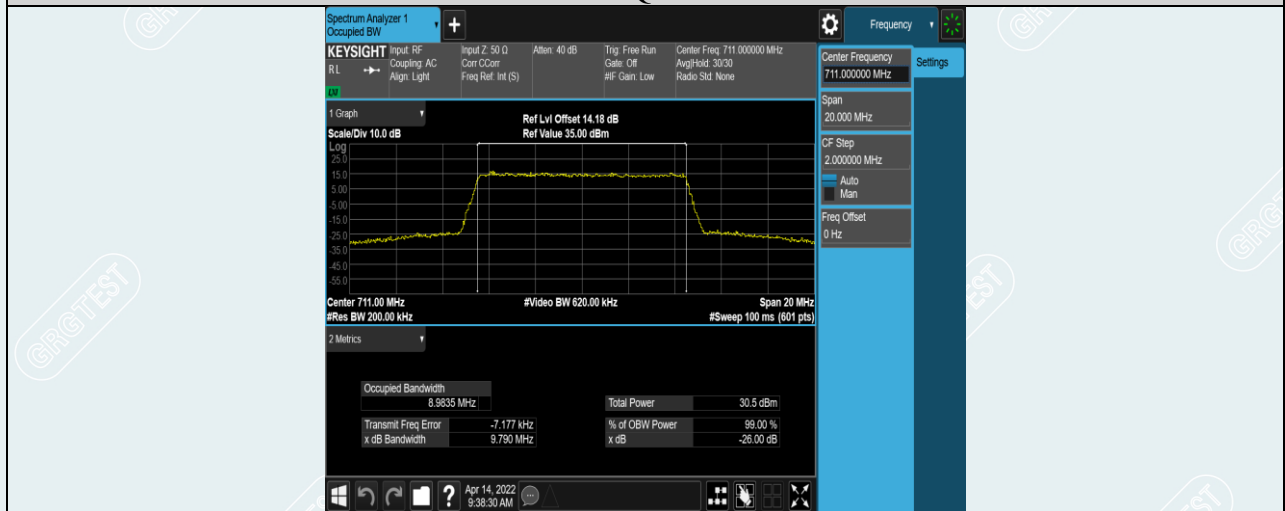 Spectrum Analyzer 1
Occupied BW
+
Frequency
KEYSIGHT
RL
LXI
Input: RF
Coupling: AC
Align: Light
Input Z: 50 Ω
Corr CCorr
Freq Ref: Int (S)
Atten: 40 dB
Trig: Free Run
Gate: Off
#IF Gain: Low
Center Freq: 711.000000 MHz
Avg|Hold: 30/30
Radio Std: None
Center Frequency
711.000000 MHz
Settings
Span
20.000 MHz
CF Step
2.000000 MHz
Auto
Man
Freq Offset
0 Hz
1 Graph
Scale/Div 10.0 dB
Ref Lvl Offset 14.18 dB
Ref Value 35.00 dBm
Log
25.0
15.0
5.00
-5.00
-15.0
-25.0
-35.0
-45.0
-55.0
Center 711.00 MHz
#Res BW 200.00 kHz
#Video BW 620.00 kHz
Span 20 MHz
#Sweep 100 ms (601 pts)
2 Metrics
Occupied Bandwidth
8.9835 MHz
Total Power 30.5 dBm
Transmit Freq Error -7.177 kHz
% of OBW Power 99.00 %
x dB Bandwidth 9.790 MHz
x dB -26.00 dB
?
Apr 14, 2022
9:38:30 AM
GRGTEST
GRGTEST